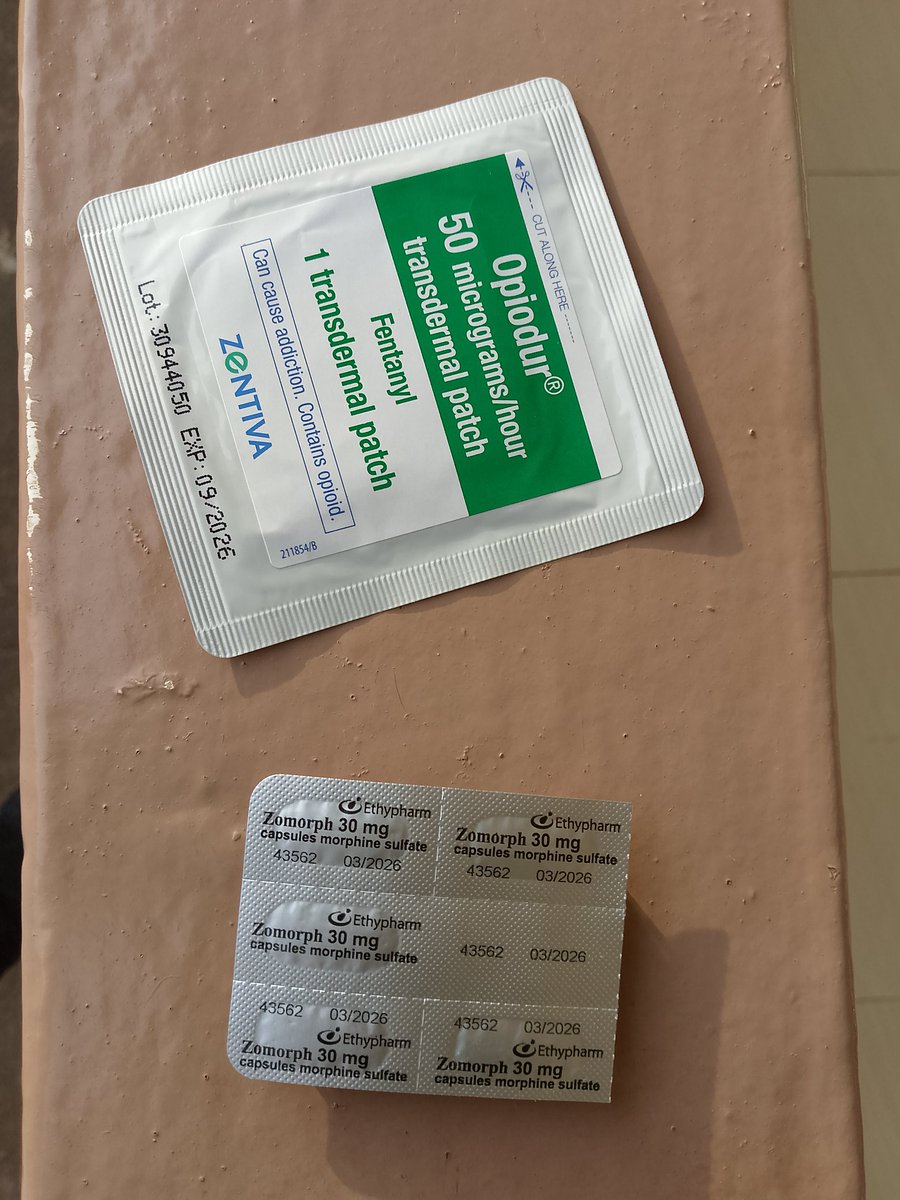 CUT ALONG HERE
Opiodur®
50 micrograms/hour
transdermal patch
Fentanyl
1 transdermal patch
Can cause addiction. Contains opioid.
ZENTIVA
211854/B
Lot: 30944050 EXP: 09/2026
Ethypharm
Zomorph 30 mg
capsules morphine sulfate
43562 03/2026
Ethypharm
Zomorph 30 mg
capsules morphine sulfate
43562 03/2026
Ethypharm
Zomorph 30 mg
capsules morphine sulfate
43562 03/2026
43562 03/2026
Ethypharm
Zomorph 30 mg
capsules morphine sulfate
43562 03/2026
Ethypharm
Zomorph 30 mg
capsules morphine sulfate